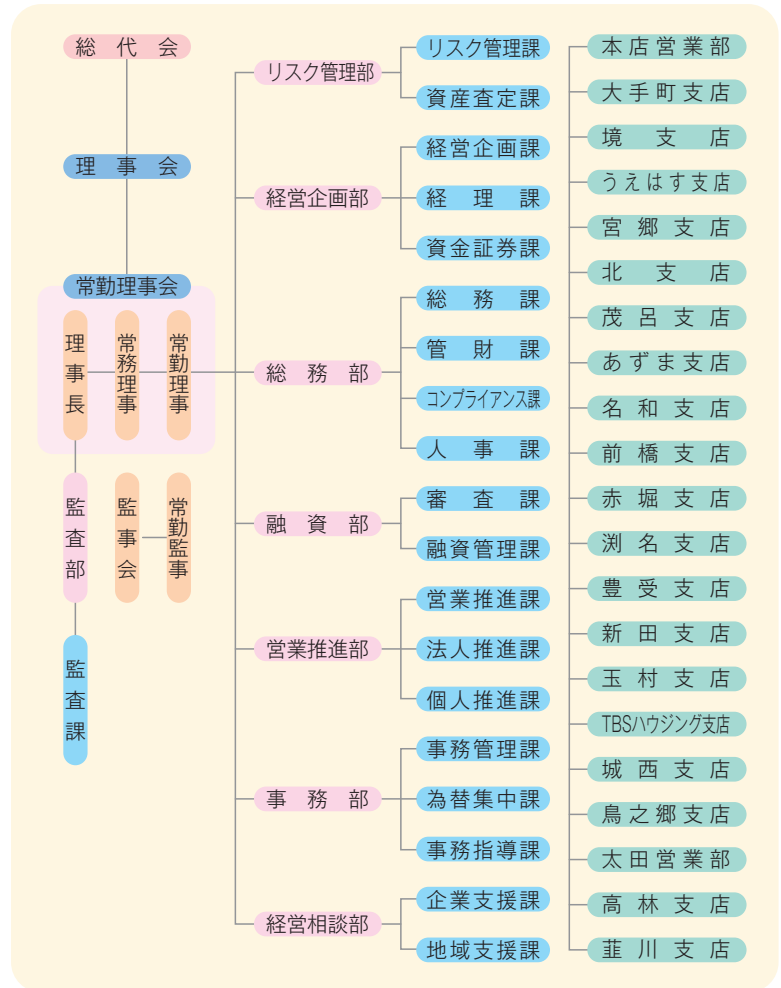 総代会
理事会
常勤理事会
理事長
常務理事
常勤理事
監査部
監事会
常勤監事
監査課
リスク管理部
リスク管理課
資産査定課
経営企画部
経営企画課
経理課
資金証券課
総務部
総務課
管財課
コンプライアンス課
人事課
融資部
審査課
融資管理課
営業推進部
営業推進課
法人推進課
個人推進課
事務部
事務管理課
為替集中課
事務指導課
経営相談部
企業支援課
地域支援課
本店営業部
大手町支店
境支店
うえはす支店
宮郷支店
北支店
茂呂支店
あずま支店
名和支店
前橋支店
赤堀支店
渕名支店
豊受支店
新田支店
玉村支店
TBSハウジング支店
城西支店
鳥之郷支店
太田営業部
高林支店
韮川支店